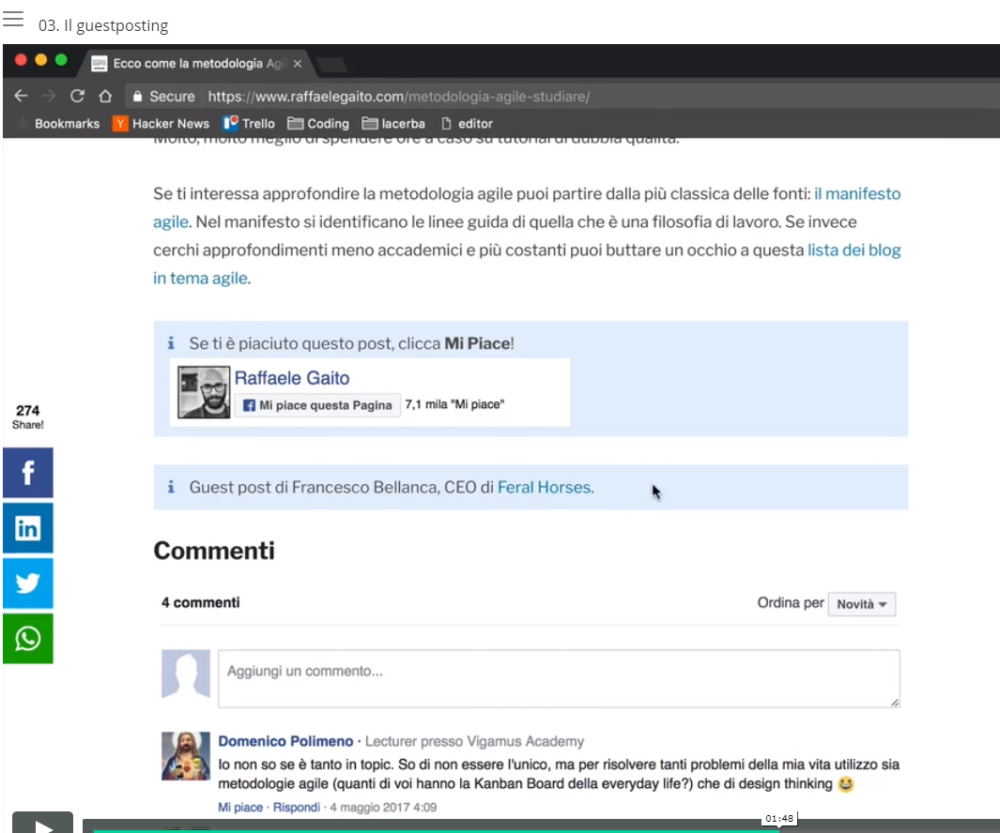 03. Il guestposting
Ecco come la metodologia Agi
Secure https://www.raffaelegaito.com/metodologia-agile-studiare/
Bookmarks Hacker News Trello Coding lacerba editor
Molto, molto meglio di spendere ore a caso su tutorial di dubbia qualità.
Se ti interessa approfondire la metodologia agile puoi partire dalla più classica delle fonti: il manifesto
agile. Nel manifesto si identificano le linee guida di quella che è una filosofia di lavoro. Se invece
cerchi approfondimenti meno accademici e più costanti puoi buttare un occhio a questa lista dei blog
in tema agile.
Se ti è piaciuto questo post, clicca Mi Piace!
Raffaele Gaito
Mi piace questa Pagina 7,1 mila "Mi piace"
274
Share!
Guest post di Francesco Bellanca, CEO di Feral Horses.
Commenti
4 commenti
Ordina per Novità
Aggiungi un commento...
Domenico Polimeno · Lecturer presso Vigamus Academy
Io non so se è tanto in topic. So di non essere l'unico, ma per risolvere tanti problemi della mia vita utilizzo sia
metodologie agile (quanti di voi hanno la Kanban Board della everyday life?) che di design thinking 😄
Mi piace · Rispondi · 4 maggio 2017 4:09
01:48